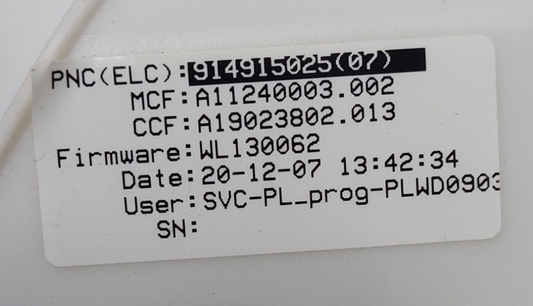 PNC(ELC):914915025(07)
MCF:A11240003.002
CCF:A19023802.013
Firmware:WL130062
Date:20-12-07 13:42:34
User:SVC-PL_prog-PLWD0903
SN: